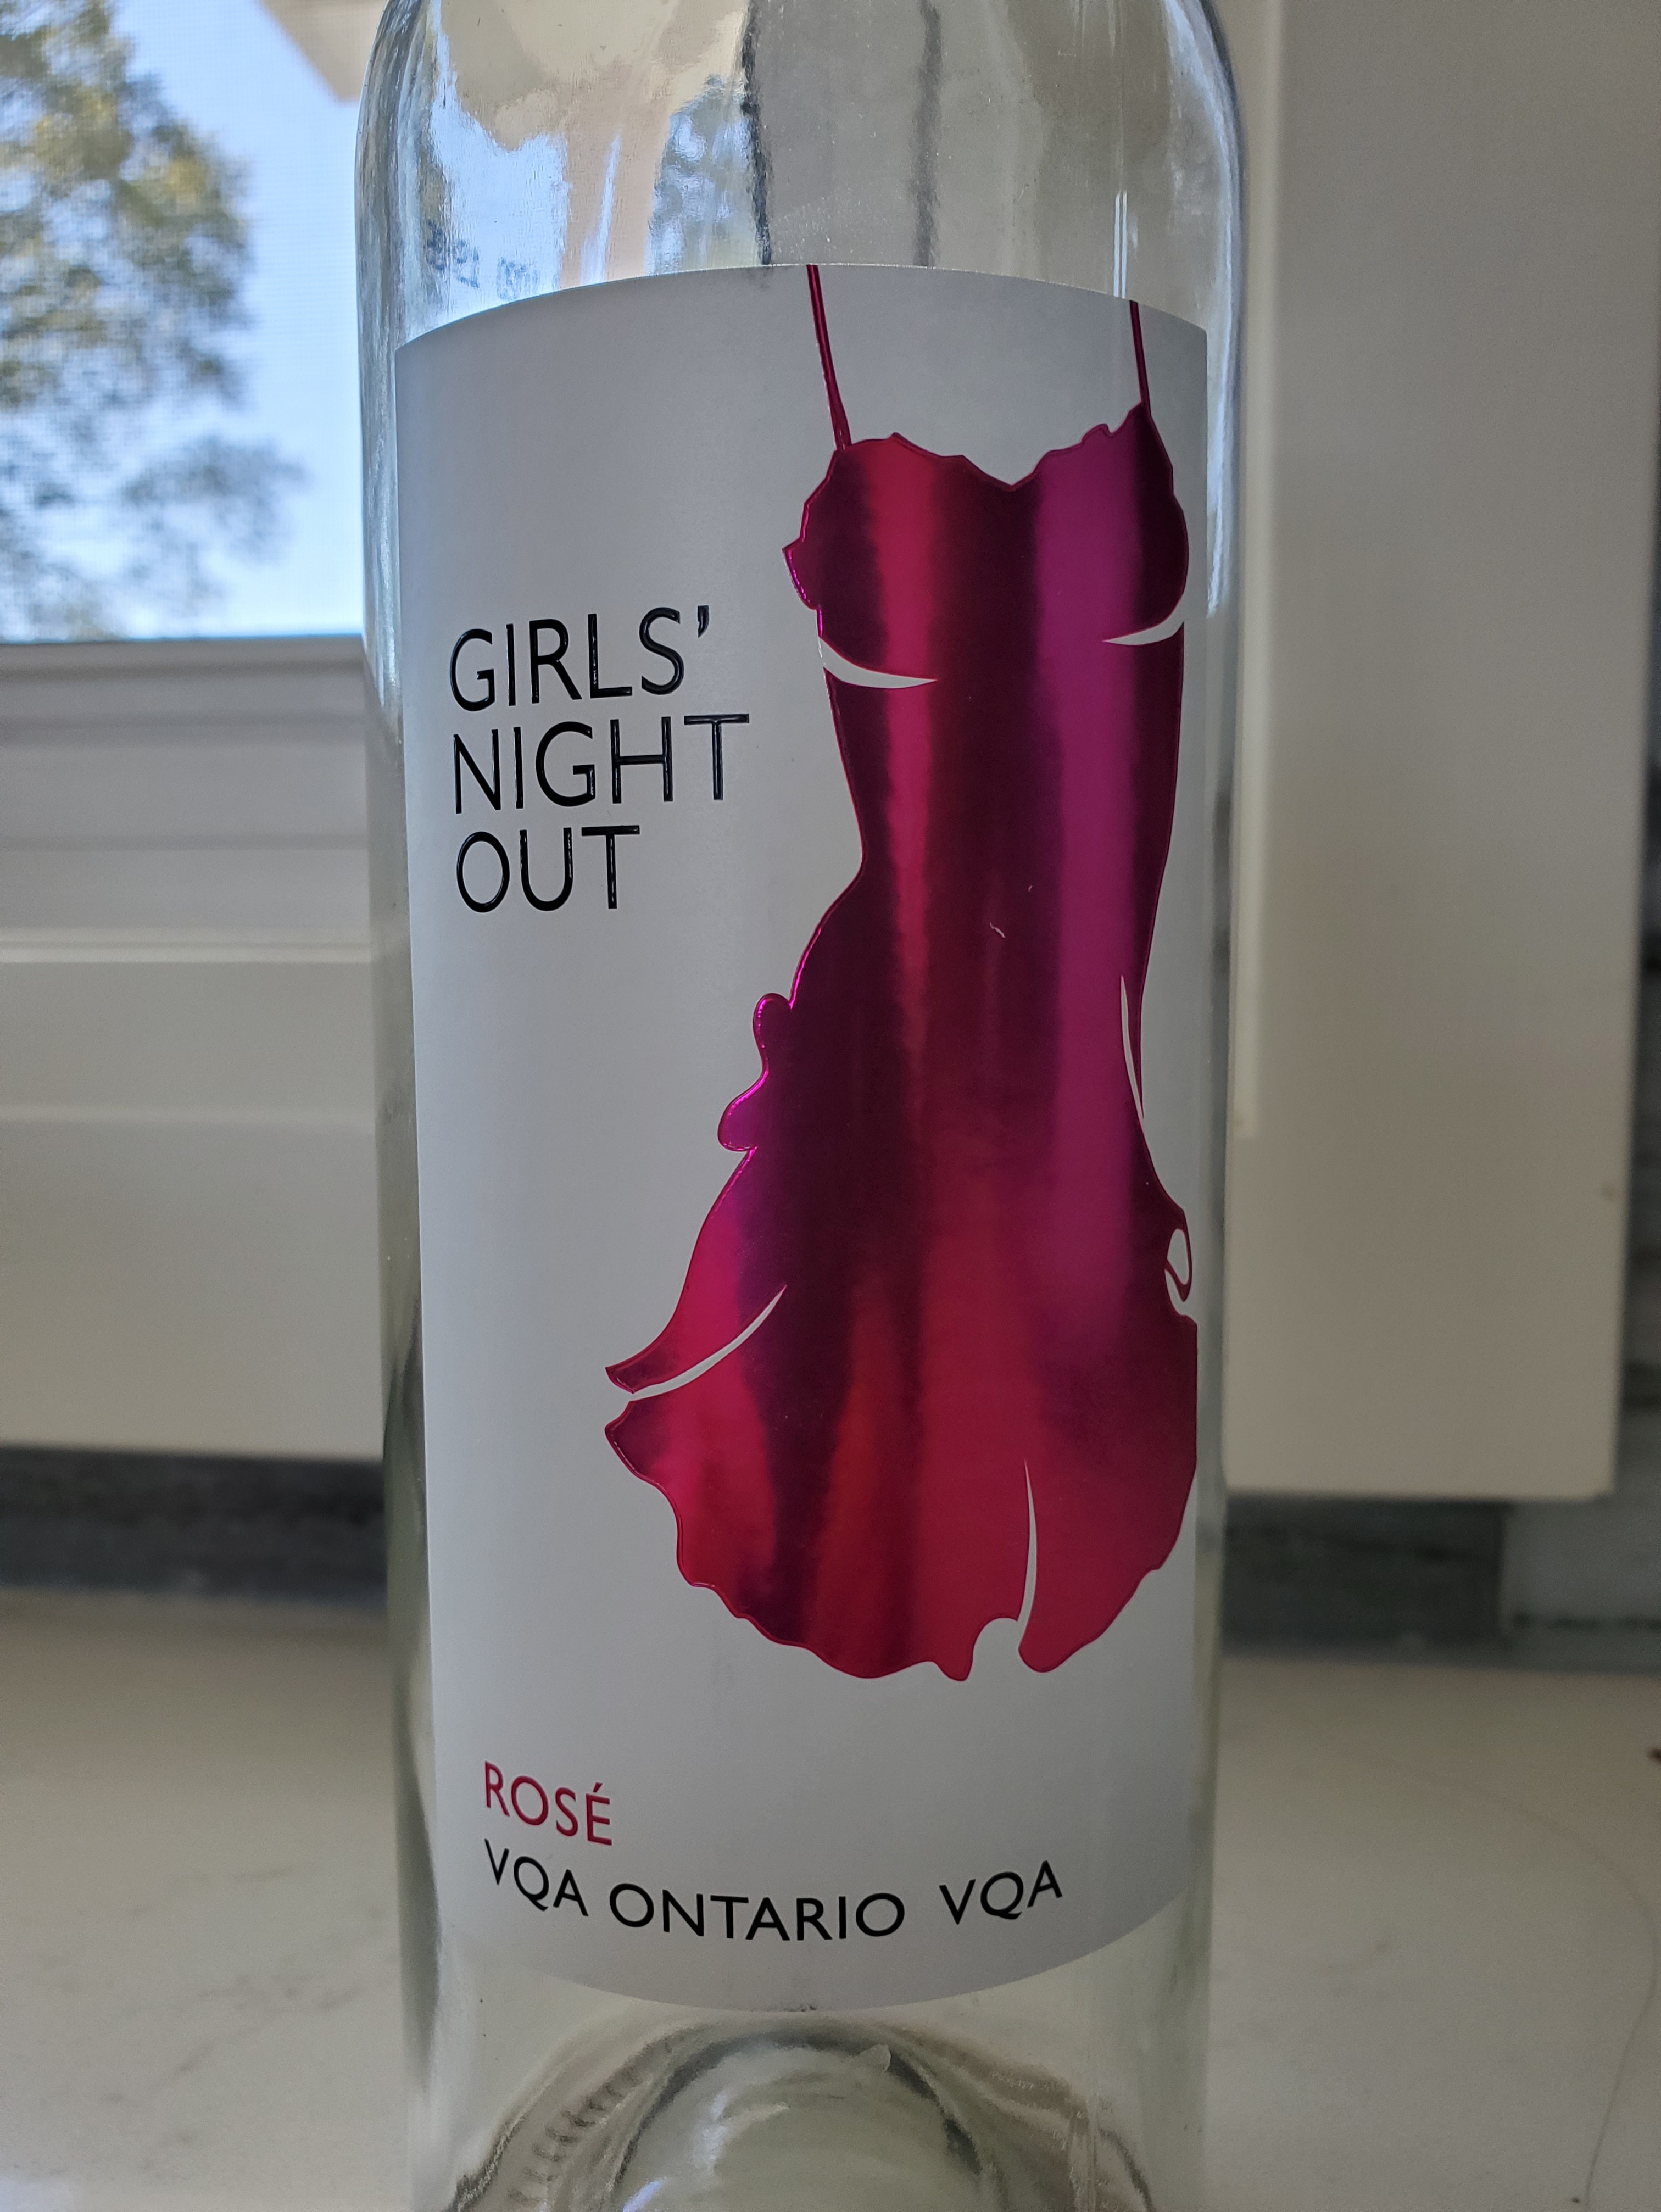 GIRLS'
NIGHT
OUT
ROSÉ
VQA ONTARIO VQA